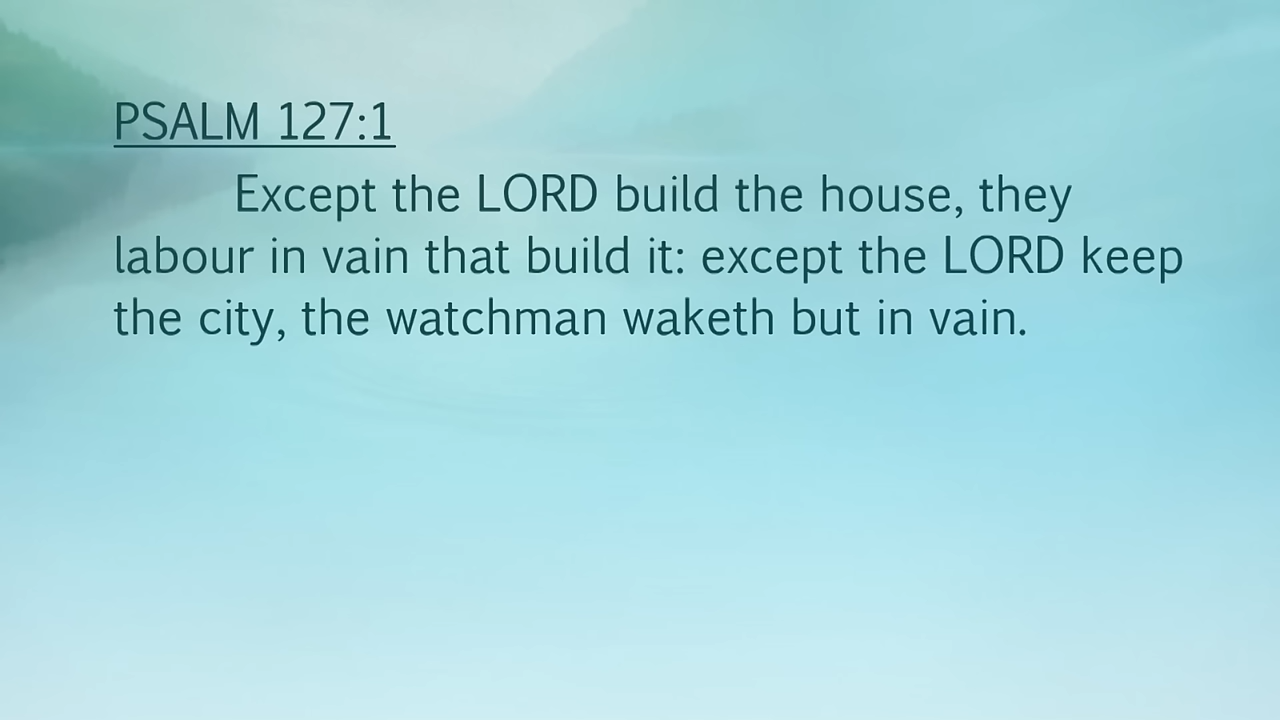 PSALM 127:1
Except the LORD build the house, they
labour in vain that build it: except the LORD keep
the city, the watchman waketh but in vain.